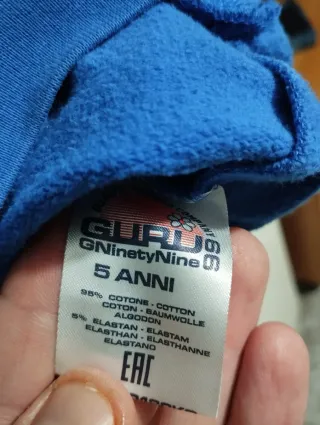 GURU
GNinetyNine 99
5 ANNI
95% COTONE - COTTON
COTON - BAUMWOLLE
ALGODON
5% ELASTAN - ELASTAM
ELASTHAN - ELASTHANNE
ELASTANO
EAC